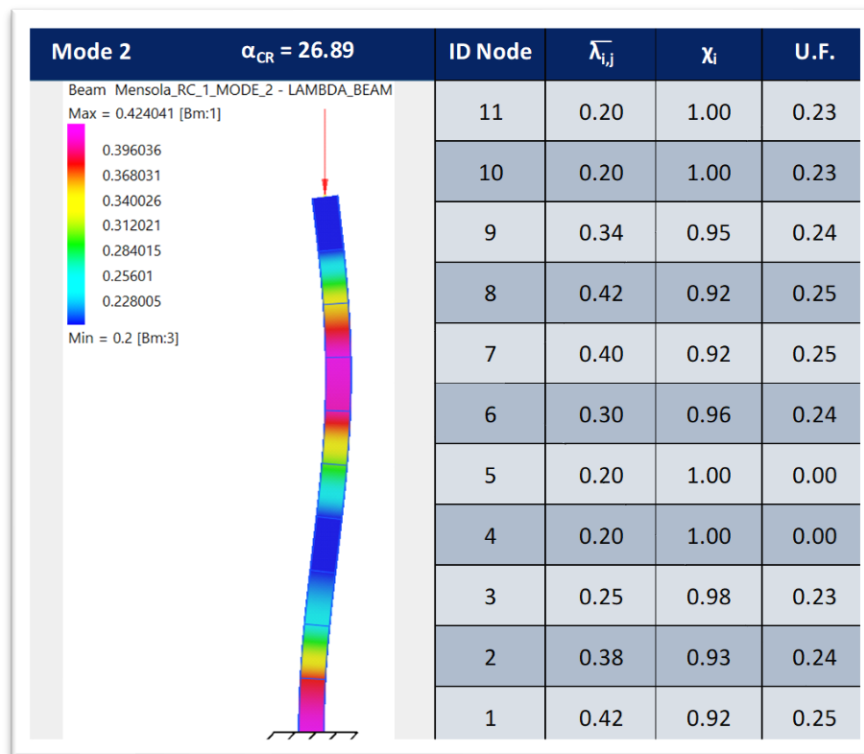 Mode 2 α_CR = 26.89 ID Node λ̅_i,j χ_i U.F.
Beam Mensola_RC_1_MODE_2 - LAMBDA_BEAM
Max = 0.424041 [Bm:1]
0.396036
0.368031
0.340026
0.312021
0.284015
0.25601
0.228005
Min = 0.2 [Bm:3]
11 0.20 1.00 0.23
10 0.20 1.00 0.23
9 0.34 0.95 0.24
8 0.42 0.92 0.25
7 0.40 0.92 0.25
6 0.30 0.96 0.24
5 0.20 1.00 0.00
4 0.20 1.00 0.00
3 0.25 0.98 0.23
2 0.38 0.93 0.24
1 0.42 0.92 0.25